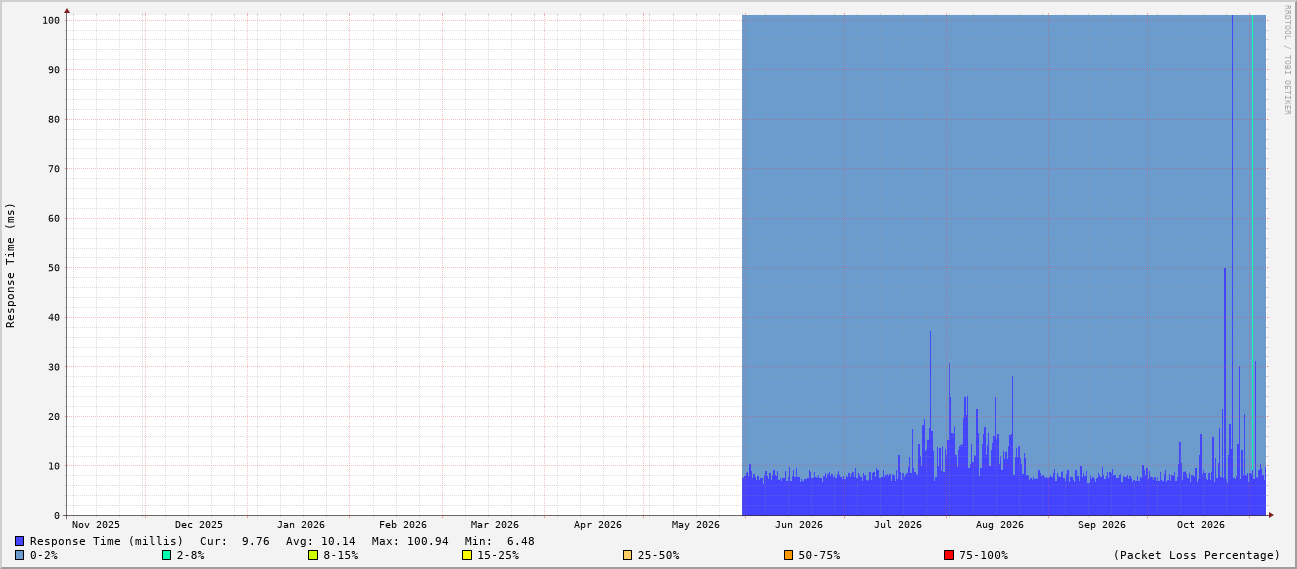 RRDTOOL / TOBI OETIKER
Response Time (ms)
100
90
80
70
60
50
40
30
20
10
0
Nov 2025 Dec 2025 Jan 2026 Feb 2026 Mar 2026 Apr 2026 May 2026 Jun 2026 Jul 2026 Aug 2026 Sep 2026 Oct 2026
Response Time (millis) Cur: 9.76 Avg: 10.14 Max: 100.94 Min: 6.48
0-2% 2-8% 8-15% 15-25% 25-50% 50-75% 75-100% (Packet Loss Percentage)